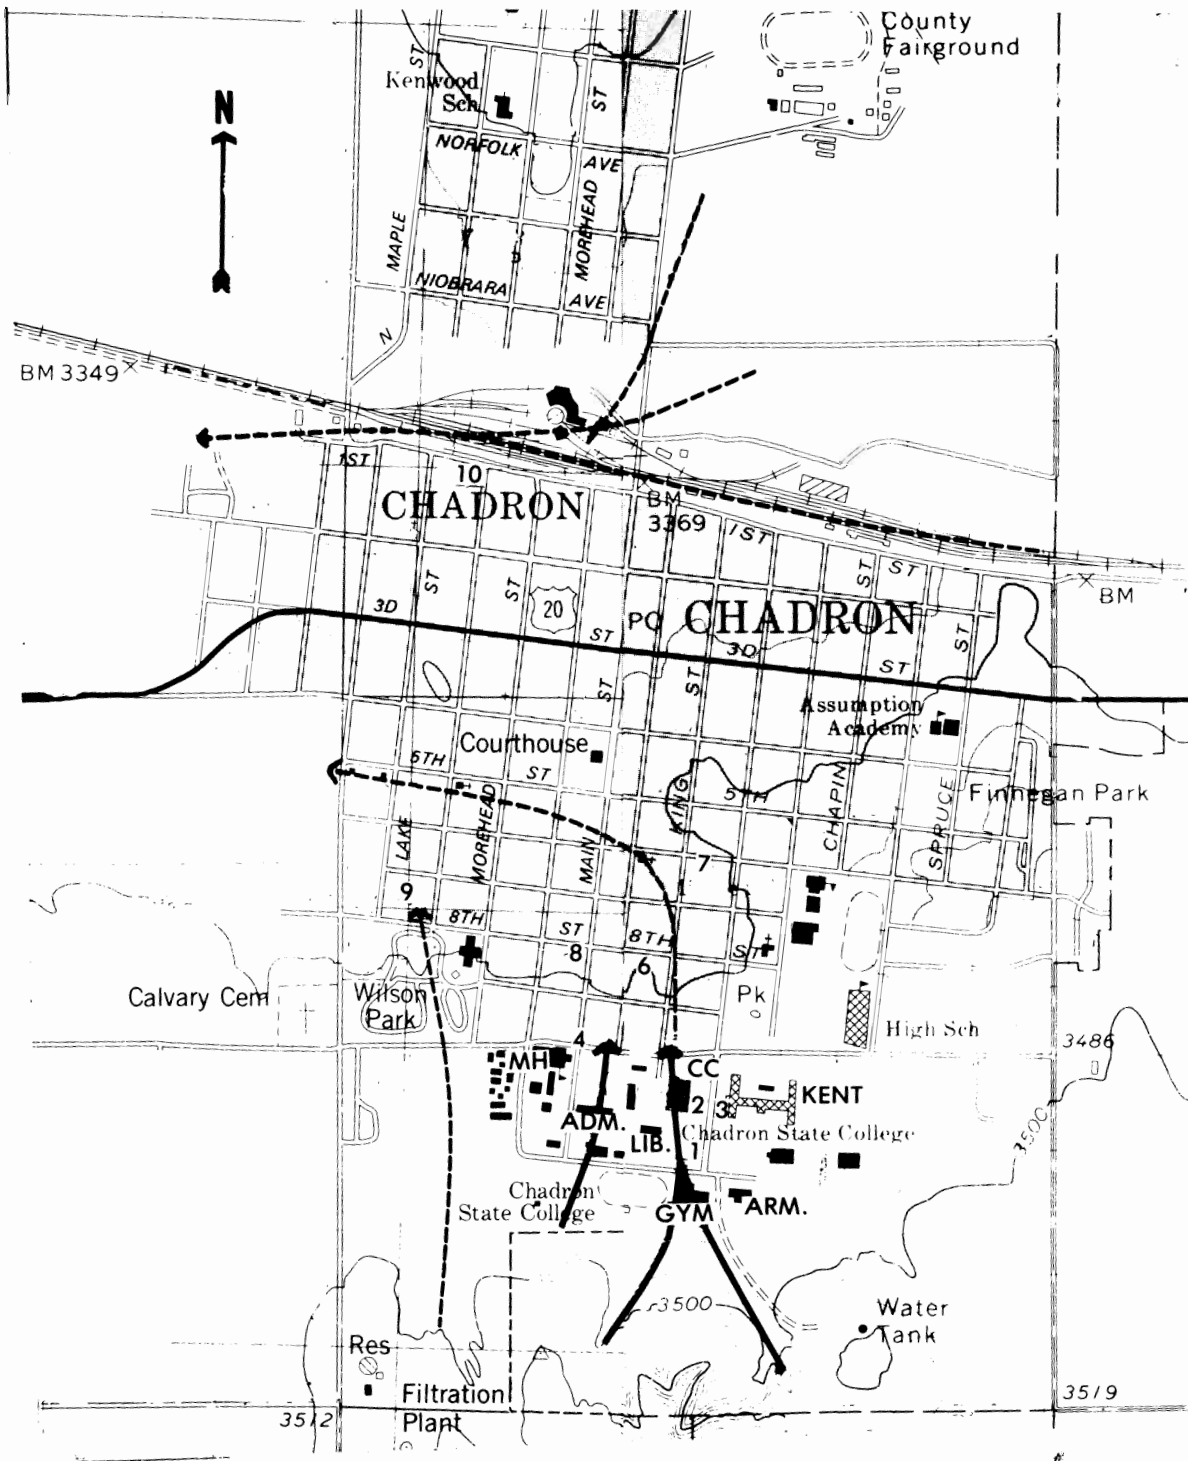 County
Fairground
ST
Kenwood
Sch
ST
N
NORFOLK
AVE
MAPLE
MOREHEAD
NIOBRARA
AVE
N
BM 3349
1ST
10
CHADRON
BM
3369
1ST
ST
ST
BM
ST
ST
20
3D
ST
PO
CHADRON
3D
ST
ST
ST
ST
Assumption
Academy
Courthouse
6TH
ST
5TH
KING
CHAPIN
Finnegan Park
LAKE
MOREHEAD
MAIN
SPRUCE
7
9
8TH
ST
8TH
ST
8
6
Calvary Cem
Wilson
Park
Pk
High Sch
3486
4
MH
CC
KENT
2
3
ADM.
LIB.
Chadron State College
1
3500
Chadron
State College
GYM
ARM.
3500
Water
Tank
Res
Filtration
Plant
3512
3519